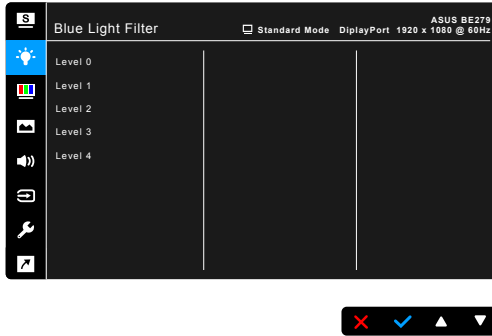 S
Blue Light Filter
Standard Mode DiplayPort 1920 x 1080 @ 60Hz
ASUS BE279
Level 0
Level 1
Level 2
Level 3
Level 4